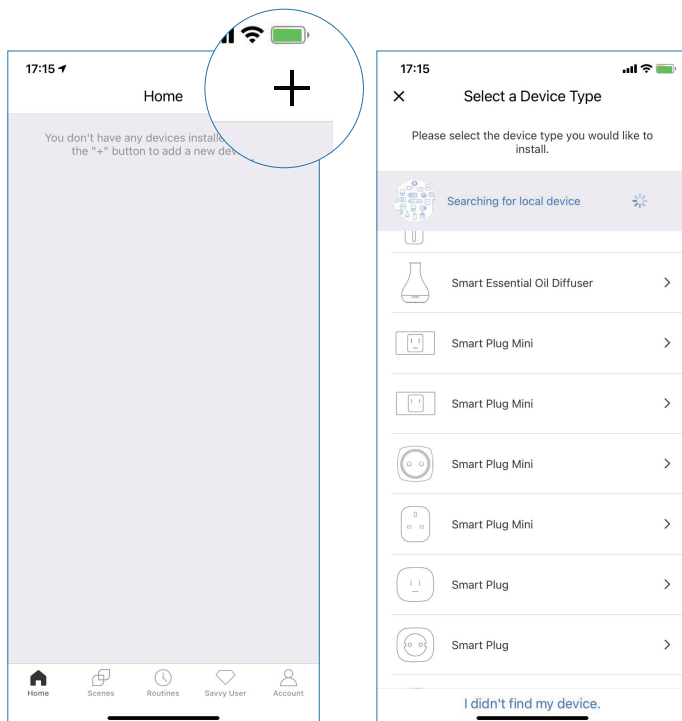 17:15
Home
You don't have any devices installe
the "+" button to add a new dev
Home
Scenes
Routines
Savvy User
Account
17:15
Select a Device Type
Please select the device type you would like to
install.
Searching for local device
Smart Essential Oil Diffuser
Smart Plug Mini
Smart Plug Mini
Smart Plug Mini
Smart Plug Mini
Smart Plug
Smart Plug
I didn't find my device.